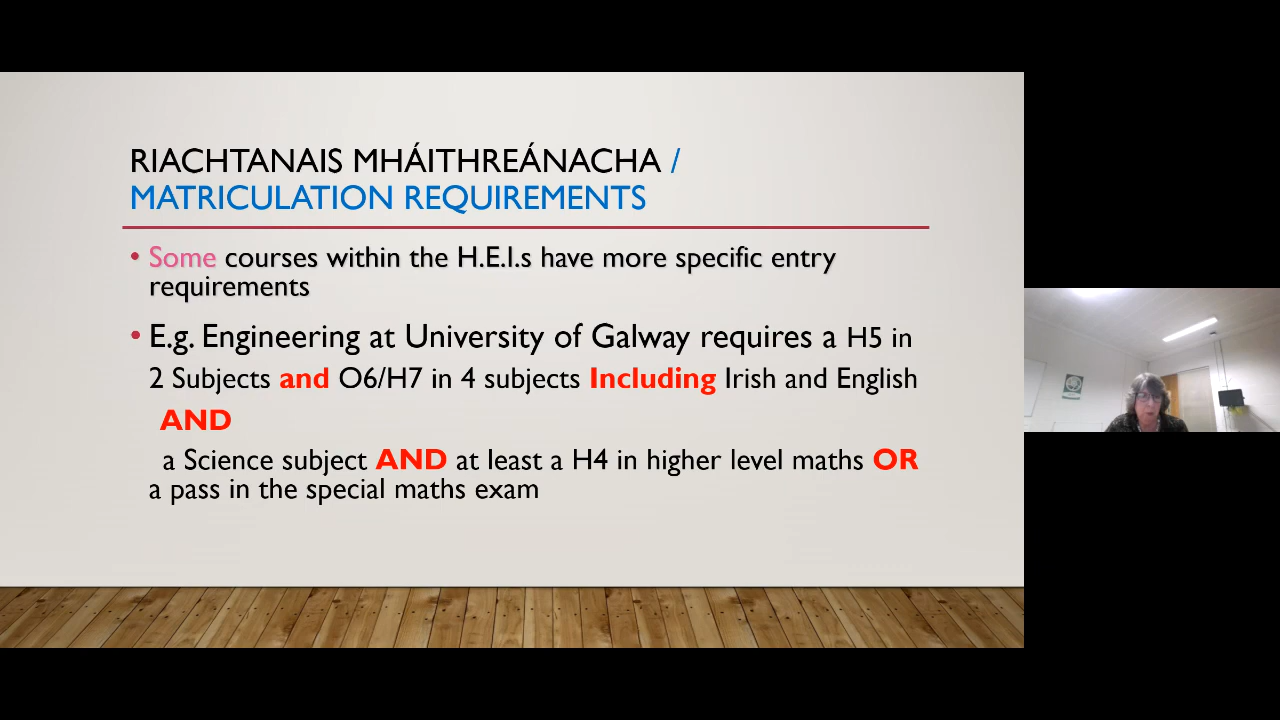 RIACHTANAIS MHÁITHREÁNACHA /
MATRICULATION REQUIREMENTS
• Some courses within the H.E.I.s have more specific entry
requirements
• E.g. Engineering at University of Galway requires a H5 in
2 Subjects and O6/H7 in 4 subjects Including Irish and English
AND
a Science subject AND at least a H4 in higher level maths OR
a pass in the special maths exam